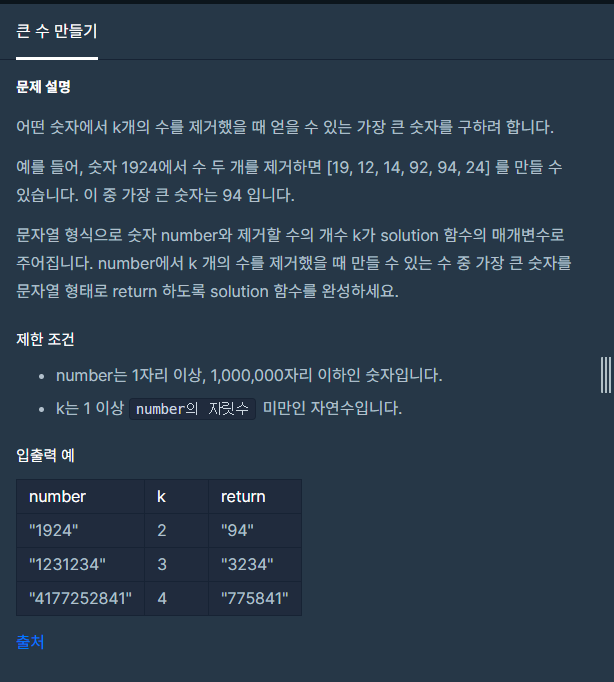 큰 수 만들기
문제 설명
어떤 숫자에서 k개의 수를 제거했을 때 얻을 수 있는 가장 큰 숫자를 구하려 합니다.
예를 들어, 숫자 1924에서 수 두 개를 제거하면 [19, 12, 14, 92, 94, 24] 를 만들 수
있습니다. 이 중 가장 큰 숫자는 94 입니다.
문자열 형식으로 숫자 number와 제거할 수의 개수 k가 solution 함수의 매개변수로
주어집니다. number에서 k 개의 수를 제거했을 때 만들 수 있는 수 중 가장 큰 숫자를
문자열 형태로 return 하도록 solution 함수를 완성하세요.
제한 조건
• number는 1자리 이상, 1,000,000자리 이하인 숫자입니다.
• k는 1 이상 number의 자릿수 미만인 자연수입니다.
입출력 예
number k return
"1924" 2 "94"
"1231234" 3 "3234"
"4177252841" 4 "775841"
출처